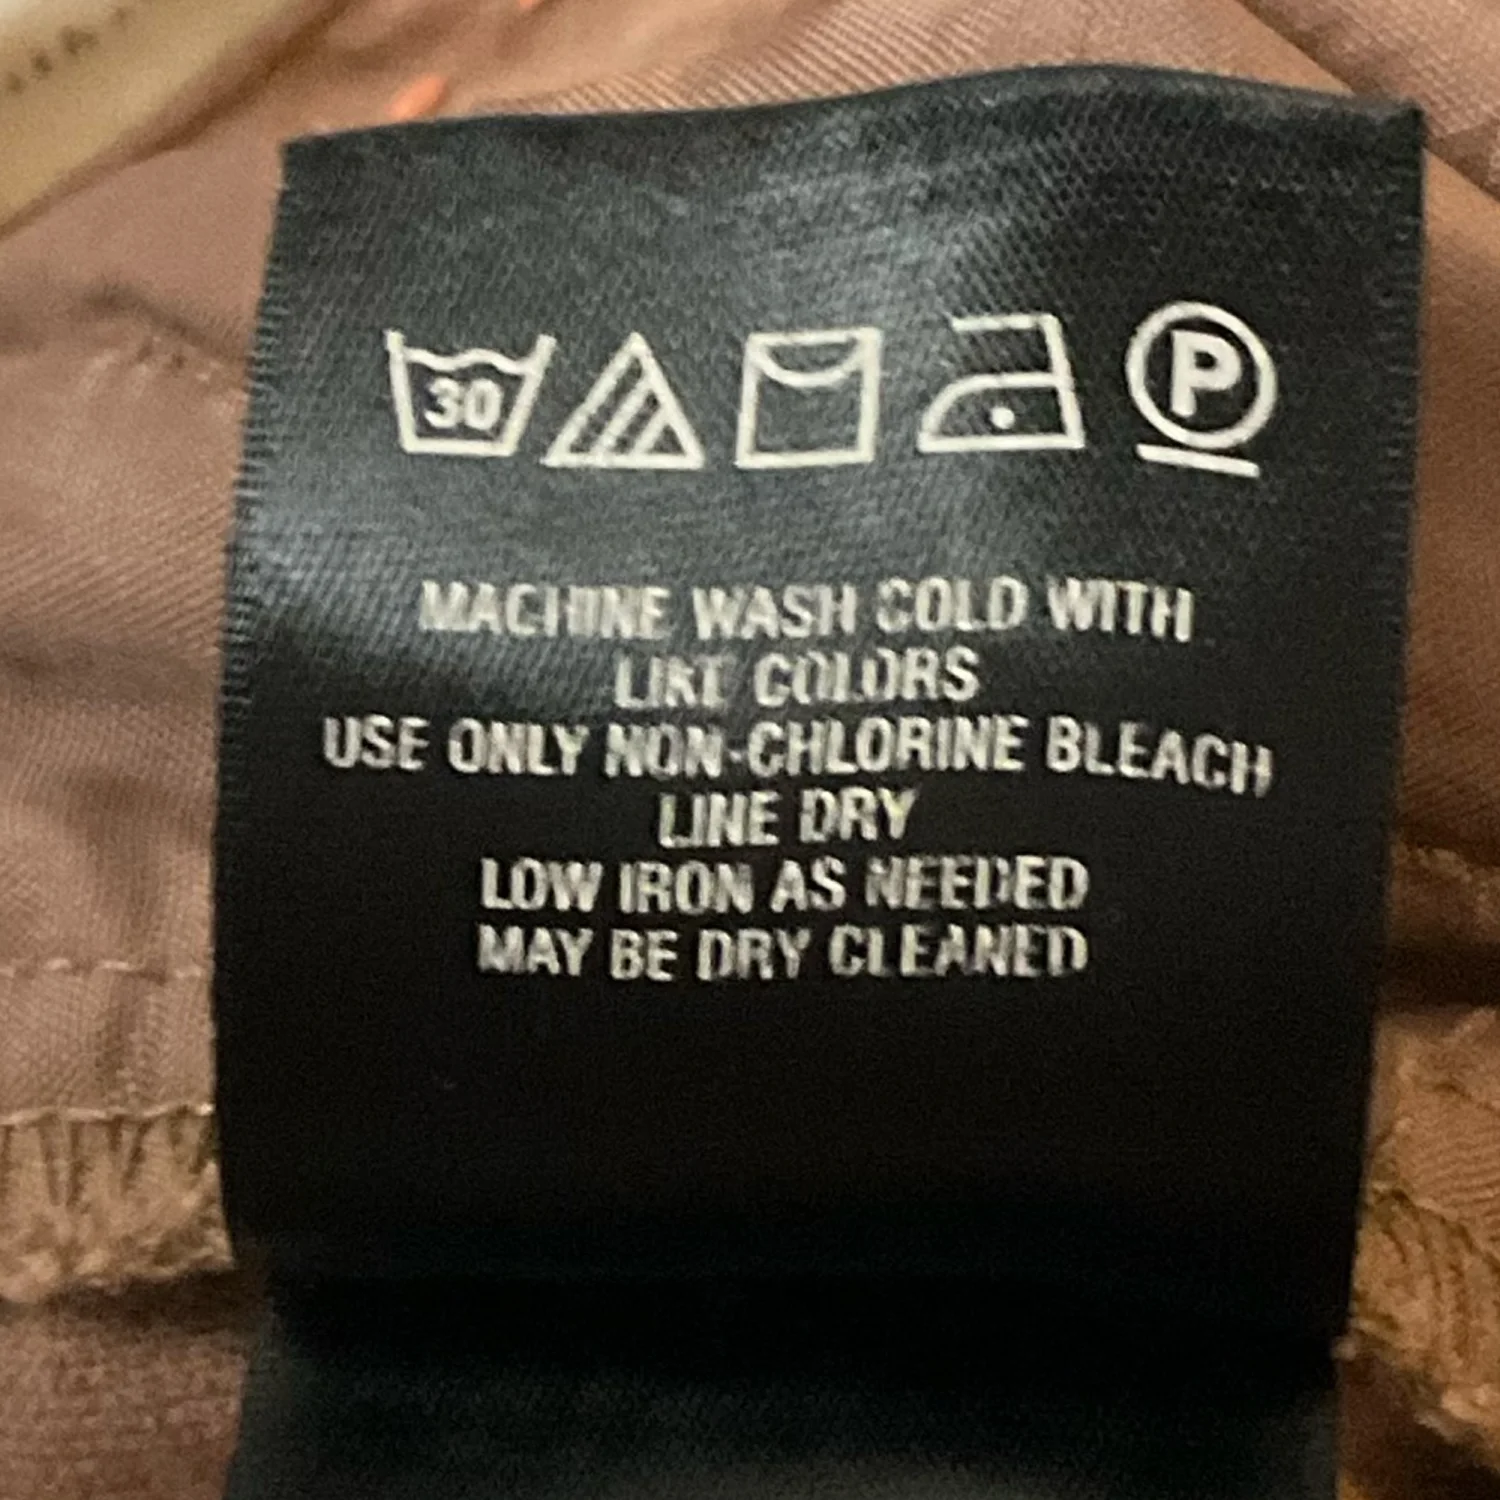 30
P
MACHINE WASH COLD WITH
LIKE COLORS
USE ONLY NON-CHLORINE BLEACH
LINE DRY
LOW IRON AS NEEDED
MAY BE DRY CLEANED